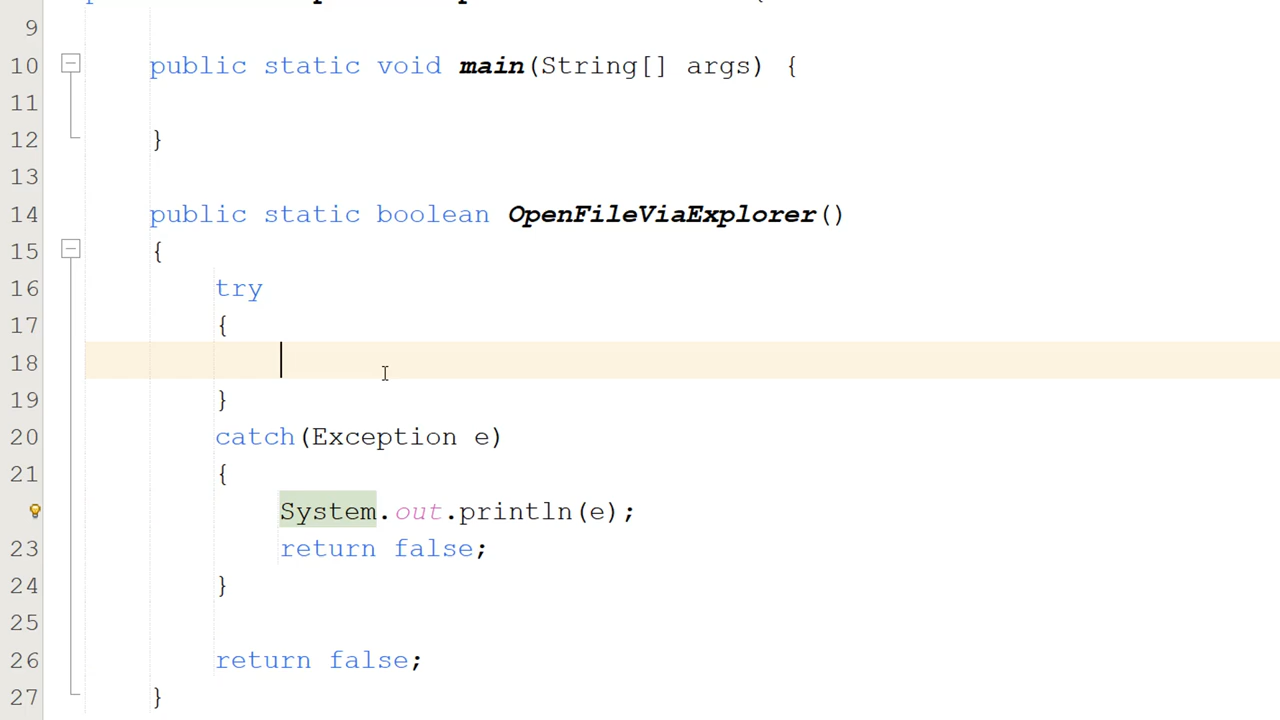 9
10 public static void main(String[] args) {
11
12 }
13
14 public static boolean OpenFileViaExplorer()
15 {
16 try
17 {
18
19 }
20 catch(Exception e)
21 {
System.out.println(e);
23 return false;
24 }
25
26 return false;
27 }